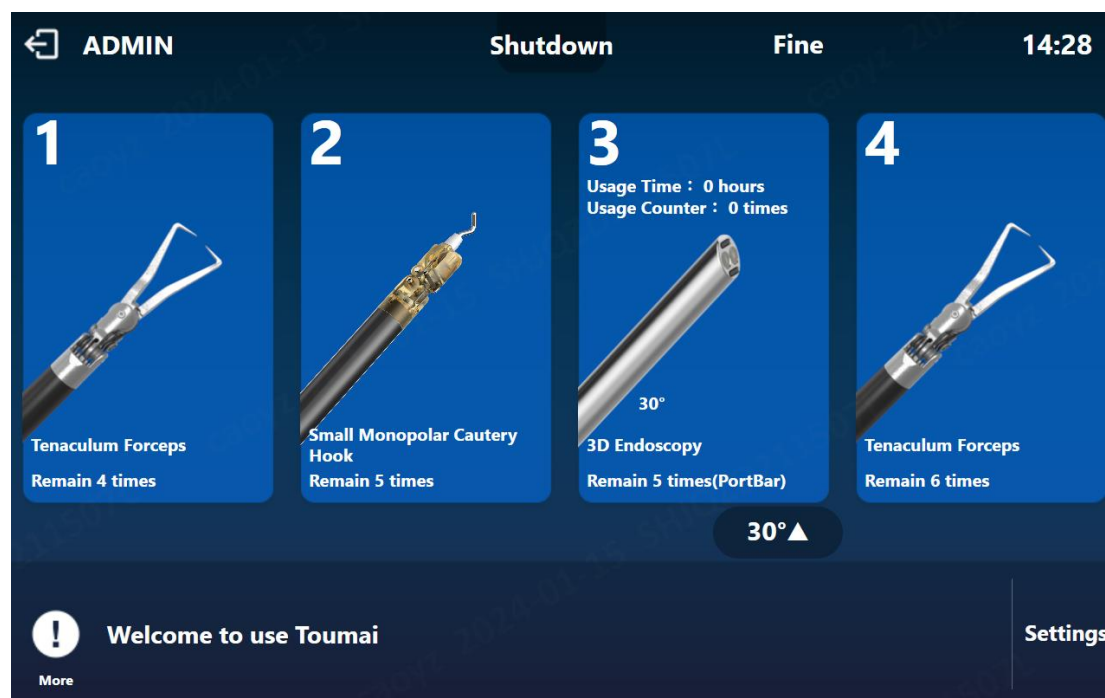 ADMIN
Shutdown
Fine
14:28
1
2
3
4
Usage Time： 0 hours
Usage Counter： 0 times
30°
Tenaculum Forceps
Remain 4 times
Small Monopolar Cautery
Hook
Remain 5 times
3D Endoscopy
Remain 5 times(PortBar)
Tenaculum Forceps
Remain 6 times
30°▲
!
More
Welcome to use Toumai
Settings